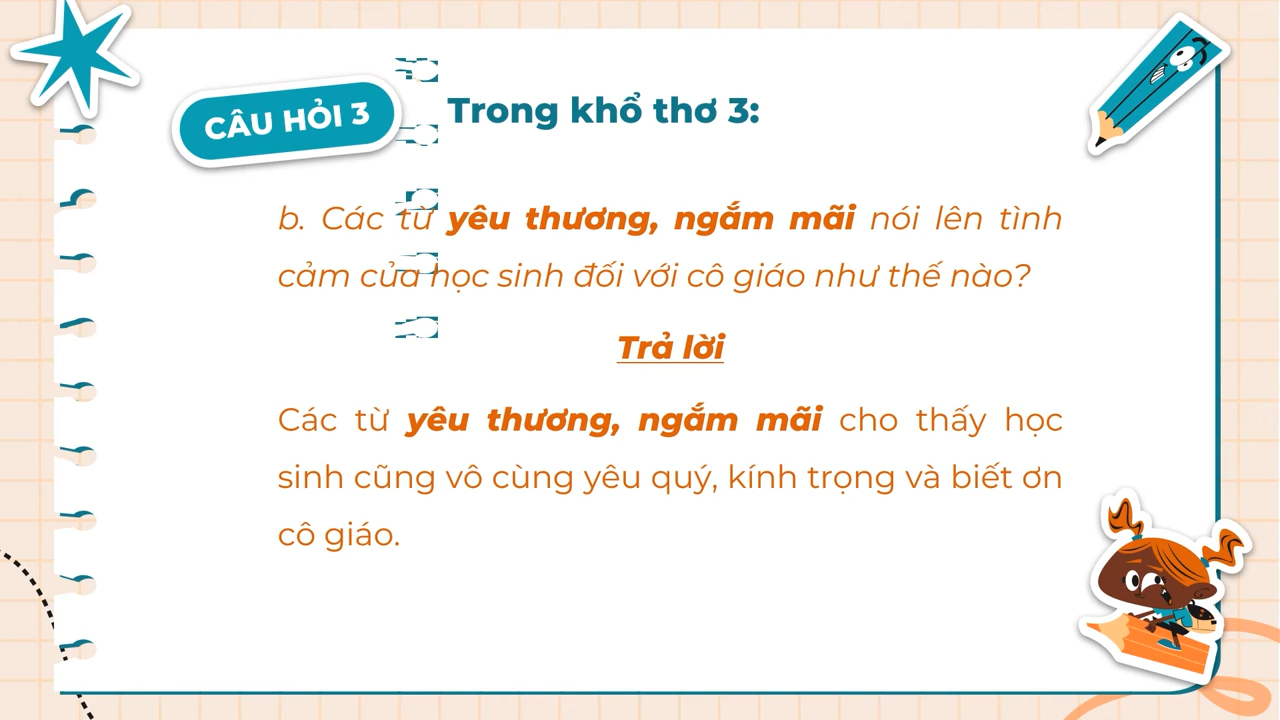 CÂU HỎI 3
Trong khổ thơ 3:
b. Các từ yêu thương, ngắm mãi nói lên tình
cảm của học sinh đối với cô giáo như thế nào?
Trả lời
Các từ yêu thương, ngắm mãi cho thấy học
sinh cũng vô cùng yêu quý, kính trọng và biết ơn
cô giáo.